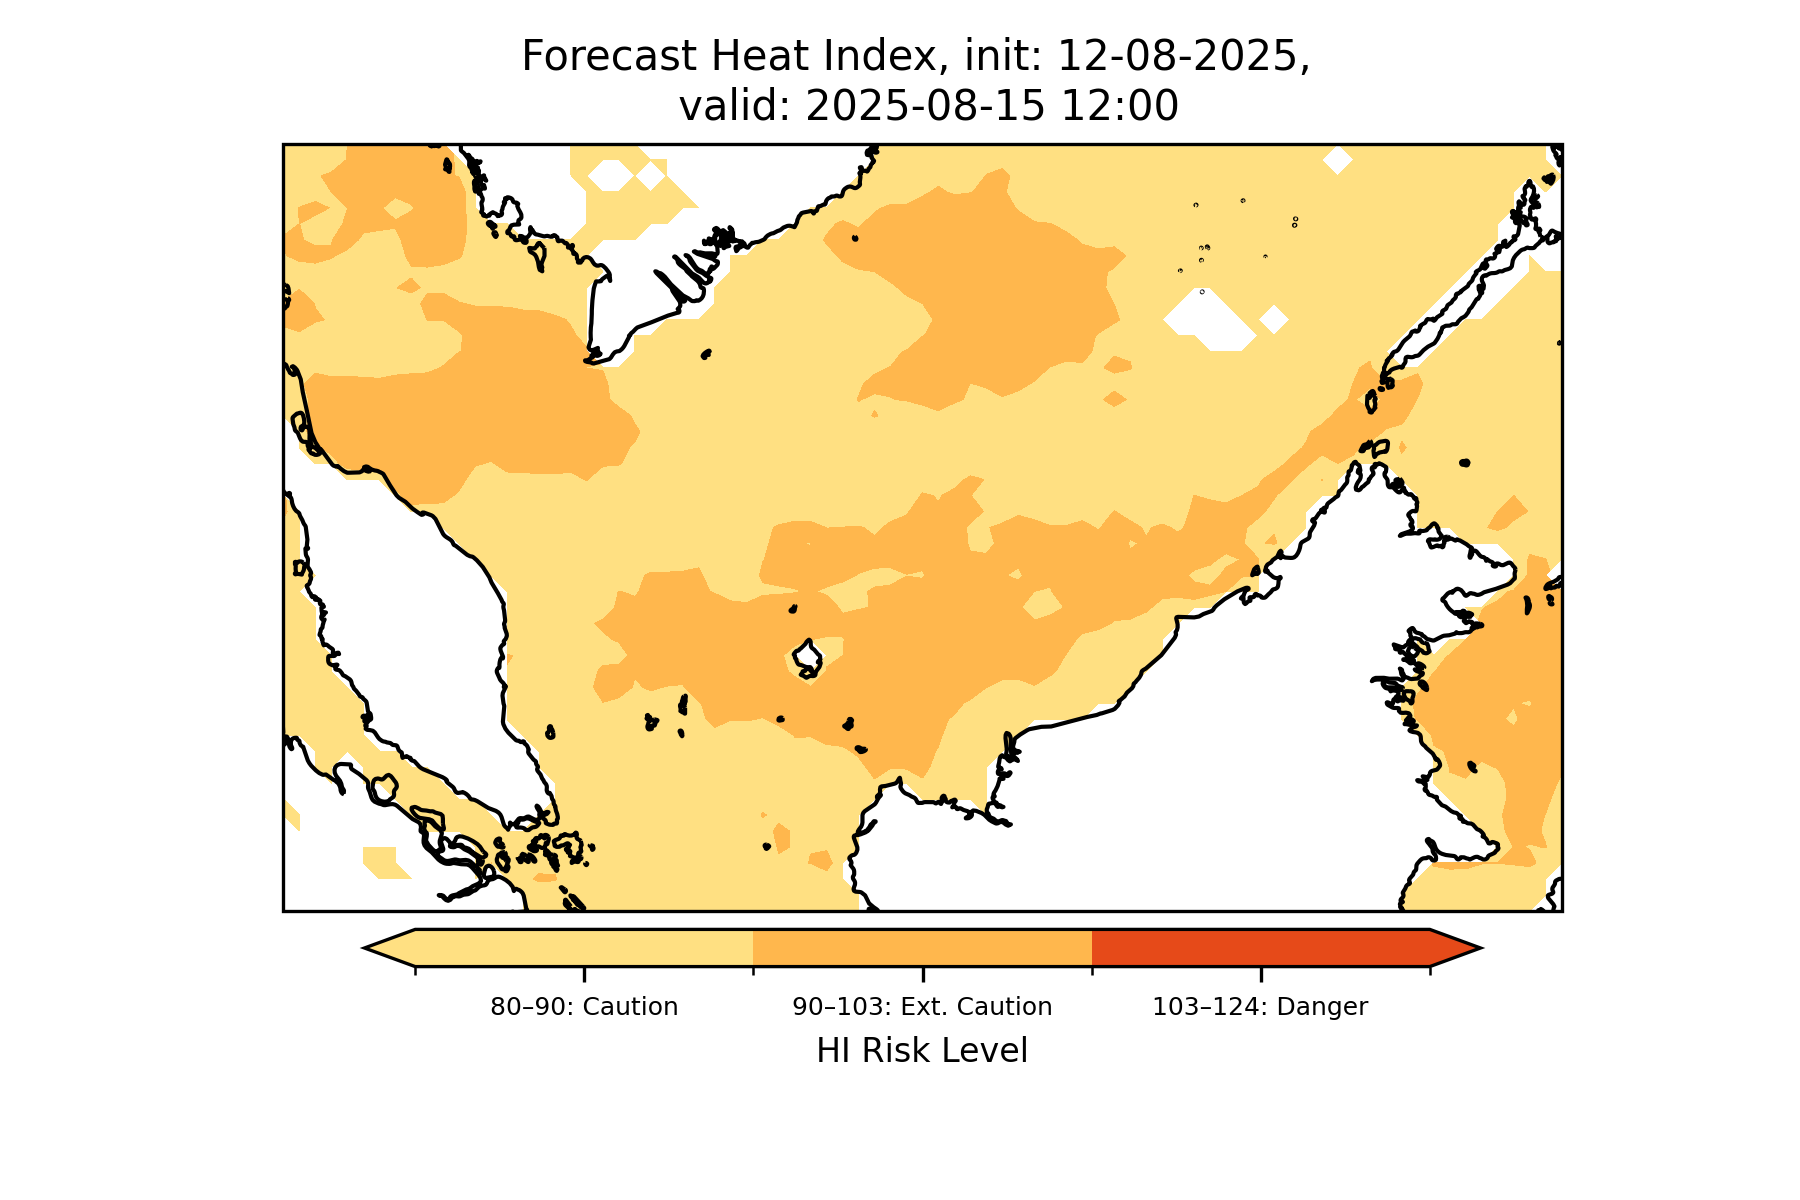 Forecast Heat Index, init: 12-08-2025,
valid: 2025-08-15 12:00
80–90: Caution
90–103: Ext. Caution
103–124: Danger
HI Risk Level